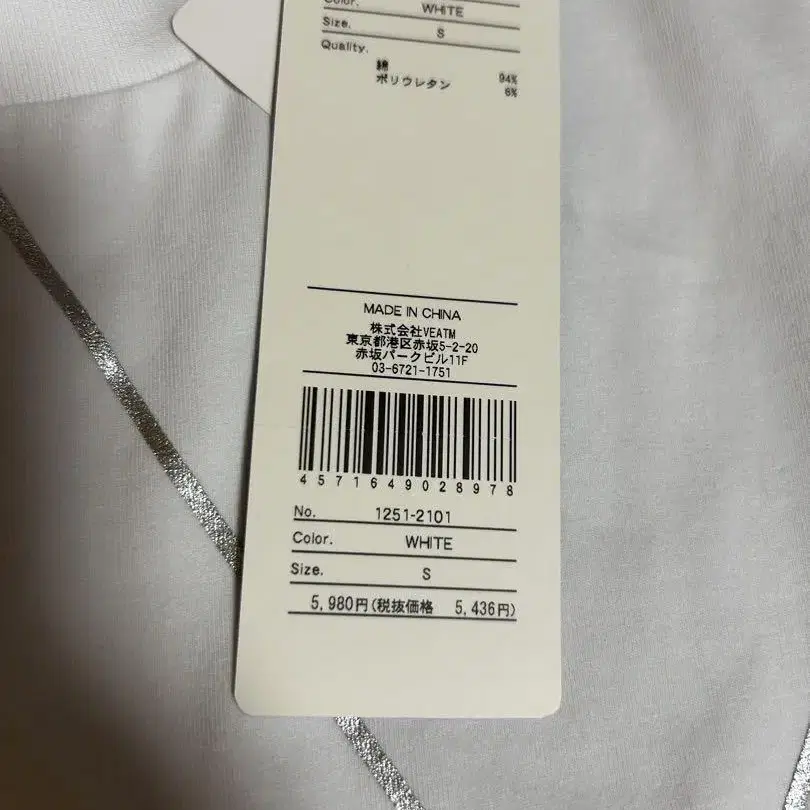 Color. WHITE
Size. S
Quality.
綿 94%
ポリウレタン 6%
MADE IN CHINA
株式会社VEATM
東京都港区赤坂5-2-20
赤坂パークビル11F
03-6721-1751
4571649028978
No. 1251-2101
Color. WHITE
Size. S
5,980円(税抜価格 5,436円)